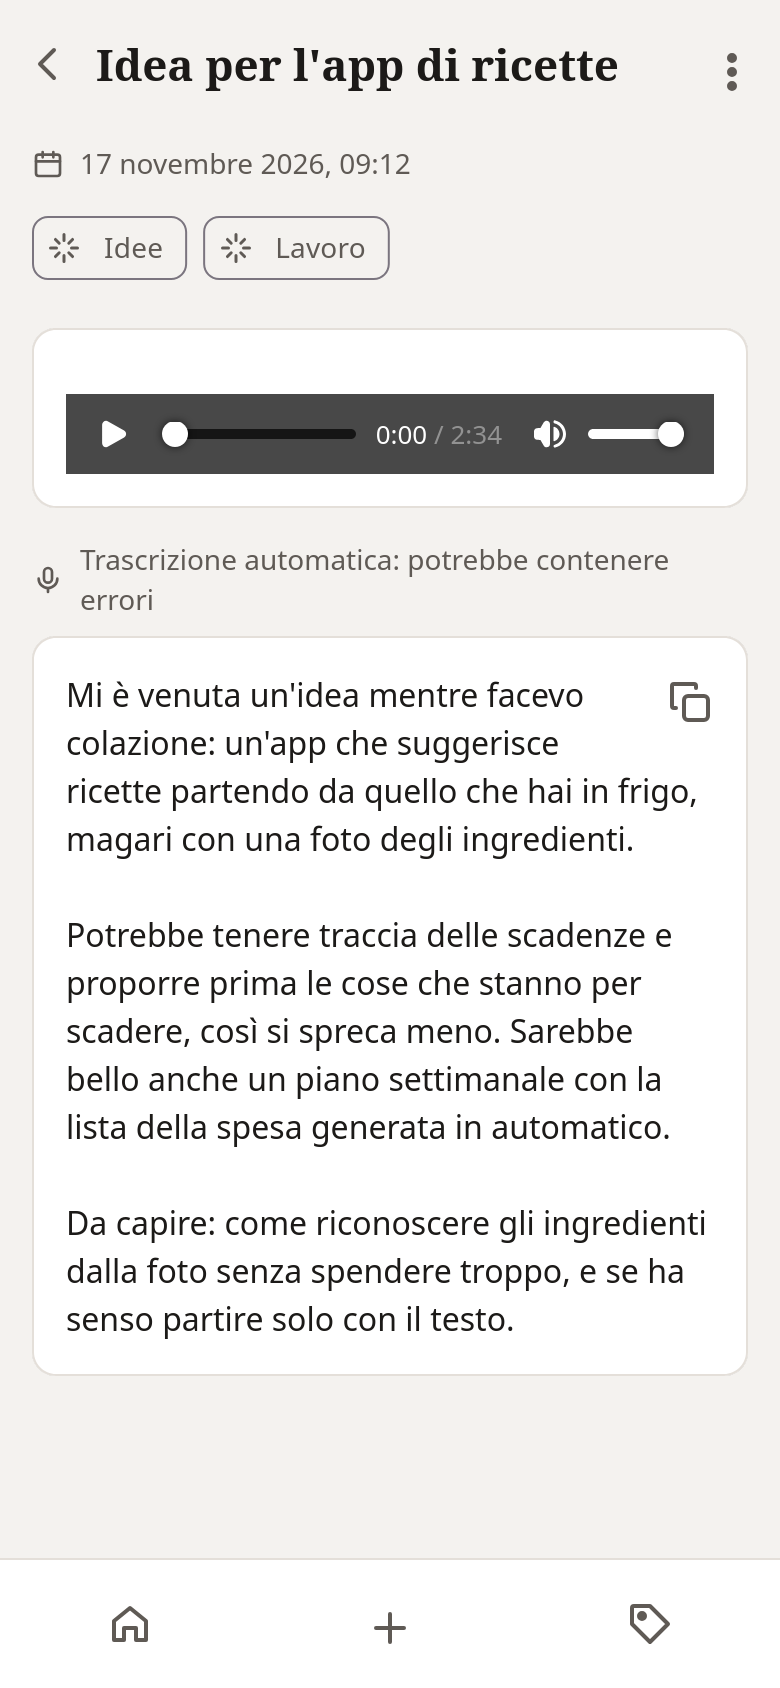 Idea per l'app di ricette
17 novembre 2026, 09:12
Idee
Lavoro
0:00 / 2:34
Trascrizione automatica: potrebbe contenere
errori
Mi è venuta un'idea mentre facevo
colazione: un'app che suggerisce
ricette partendo da quello che hai in frigo,
magari con una foto degli ingredienti.
Potrebbe tenere traccia delle scadenze e
proporre prima le cose che stanno per
scadere, così si spreca meno. Sarebbe
bello anche un piano settimanale con la
lista della spesa generata in automatico.
Da capire: come riconoscere gli ingredienti
dalla foto senza spendere troppo, e se ha
senso partire solo con il testo.